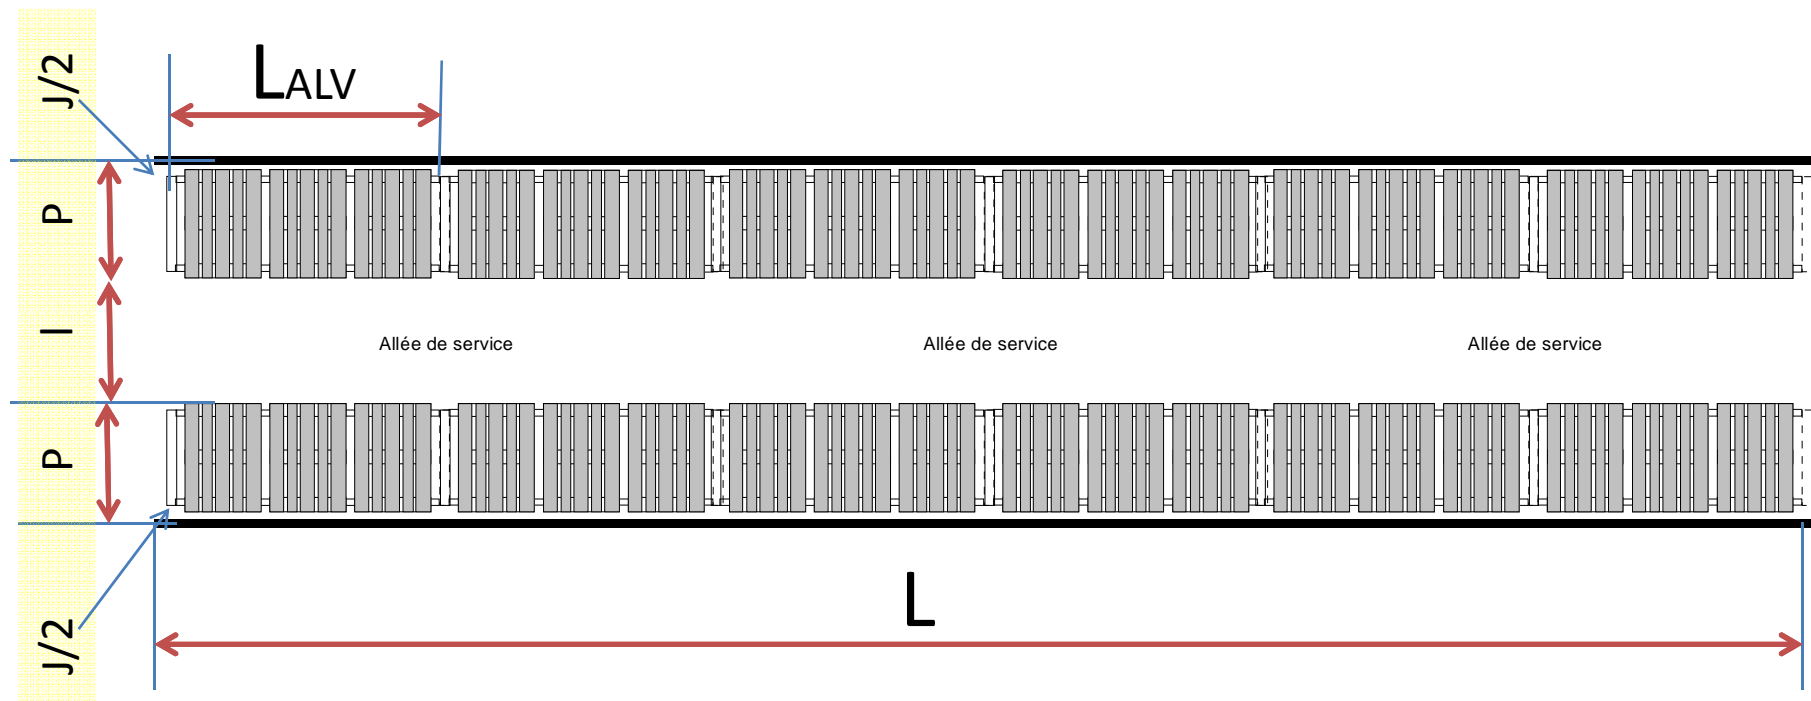 J/2
LALV
P
I
Allée de service
Allée de service
Allée de service
P
J/2
L